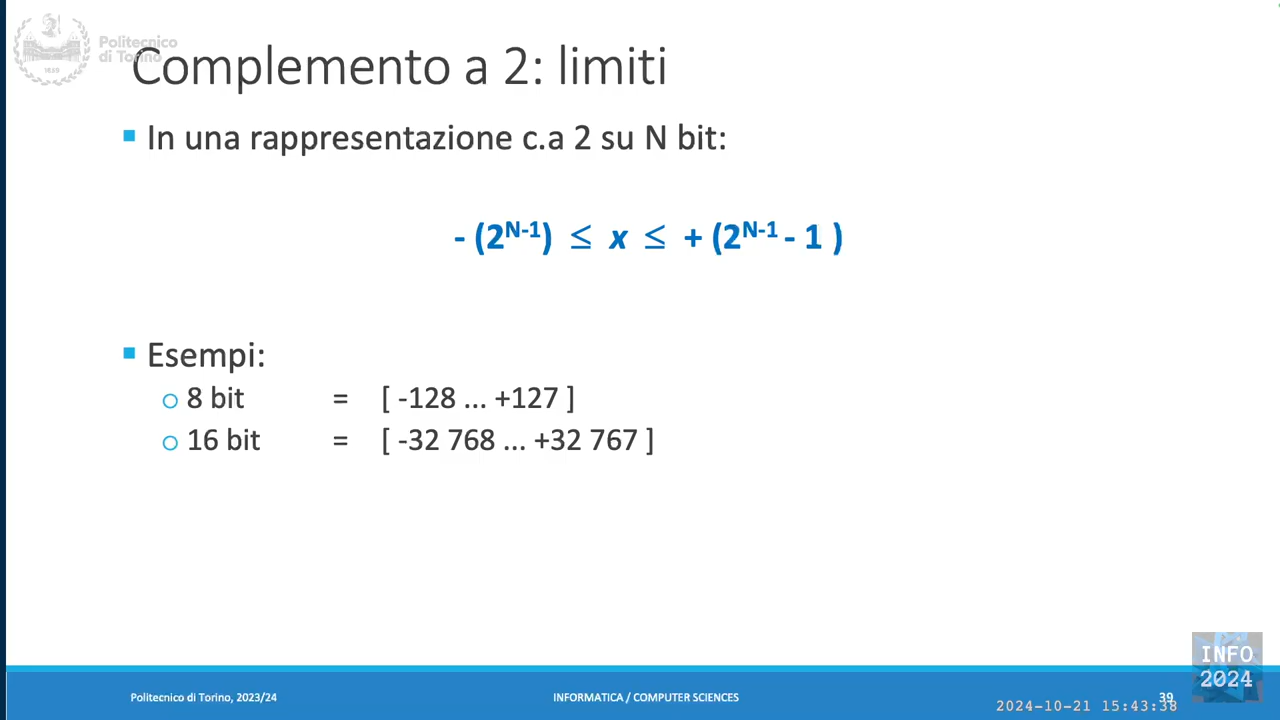 Politecnico
di Torino
1859
Complemento a 2: limiti
▪ In una rappresentazione c.a 2 su N bit:
- (2^N-1) ≤ x ≤ + (2^N-1 - 1 )
▪ Esempi:
o 8 bit = [ -128 ... +127 ]
o 16 bit = [ -32 768 ... +32 767 ]
INFO
2024
Politecnico di Torino, 2023/24 INFORMATICA / COMPUTER SCIENCES 39
2024-10-21 15:43:38